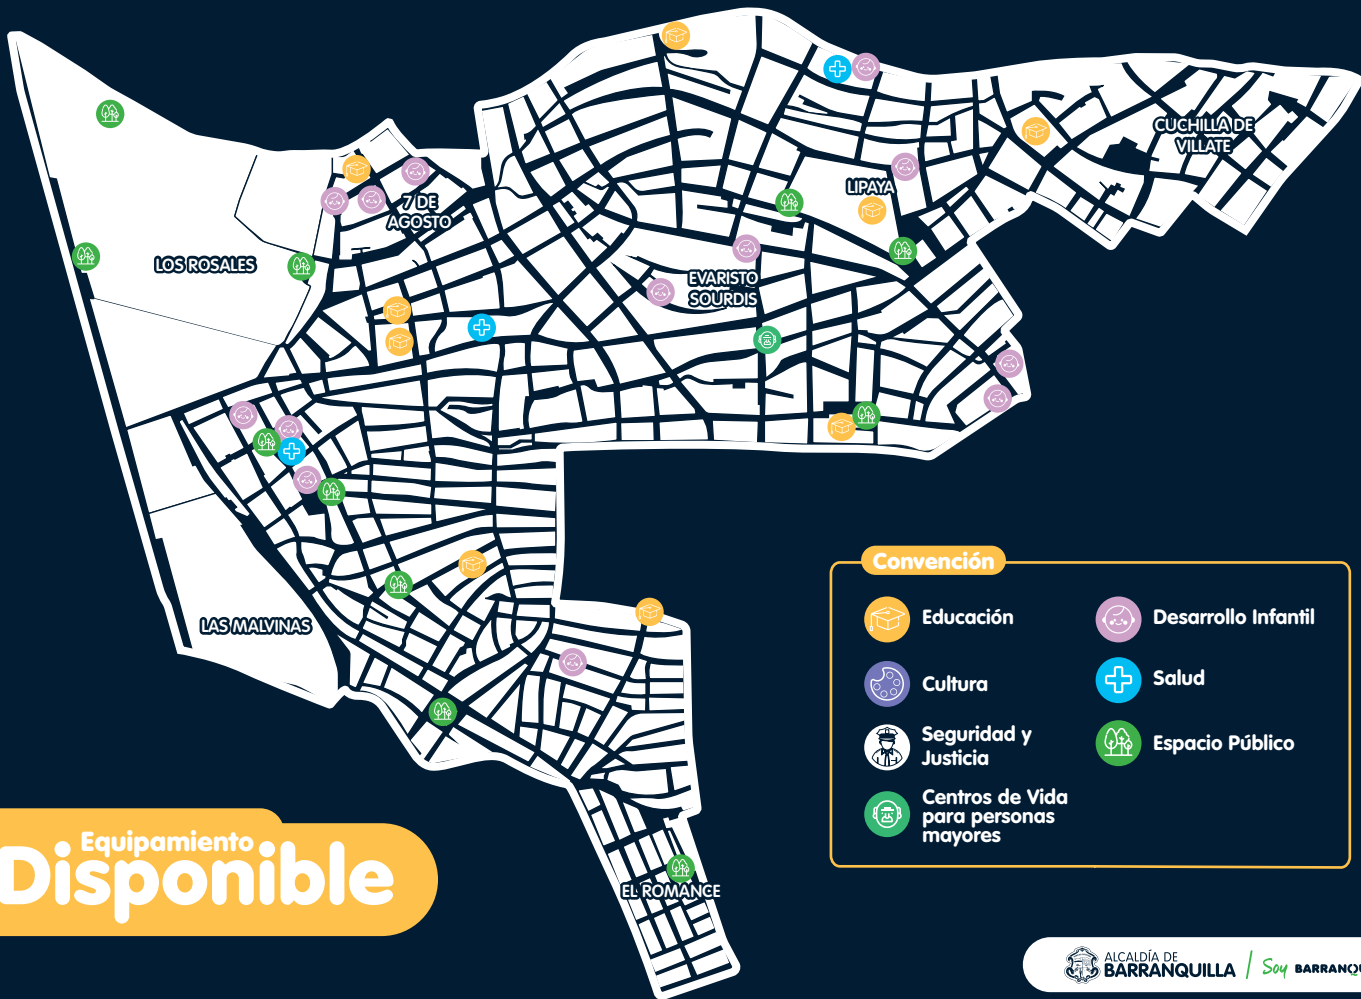 CUCHILLA DE
VILLATE
LIPAYA
7 DE
AGOSTO
LOS ROSALES
EVARISTO
SOURDIS
LAS MALVINAS
EL ROMANCE
Convención
Educación
Desarrollo Infantil
Cultura
Salud
Seguridad y
Justicia
Espacio Público
Centros de Vida
para personas
mayores
Equipamiento
Disponible
ALCALDÍA DE
BARRANQUILLA
Soy